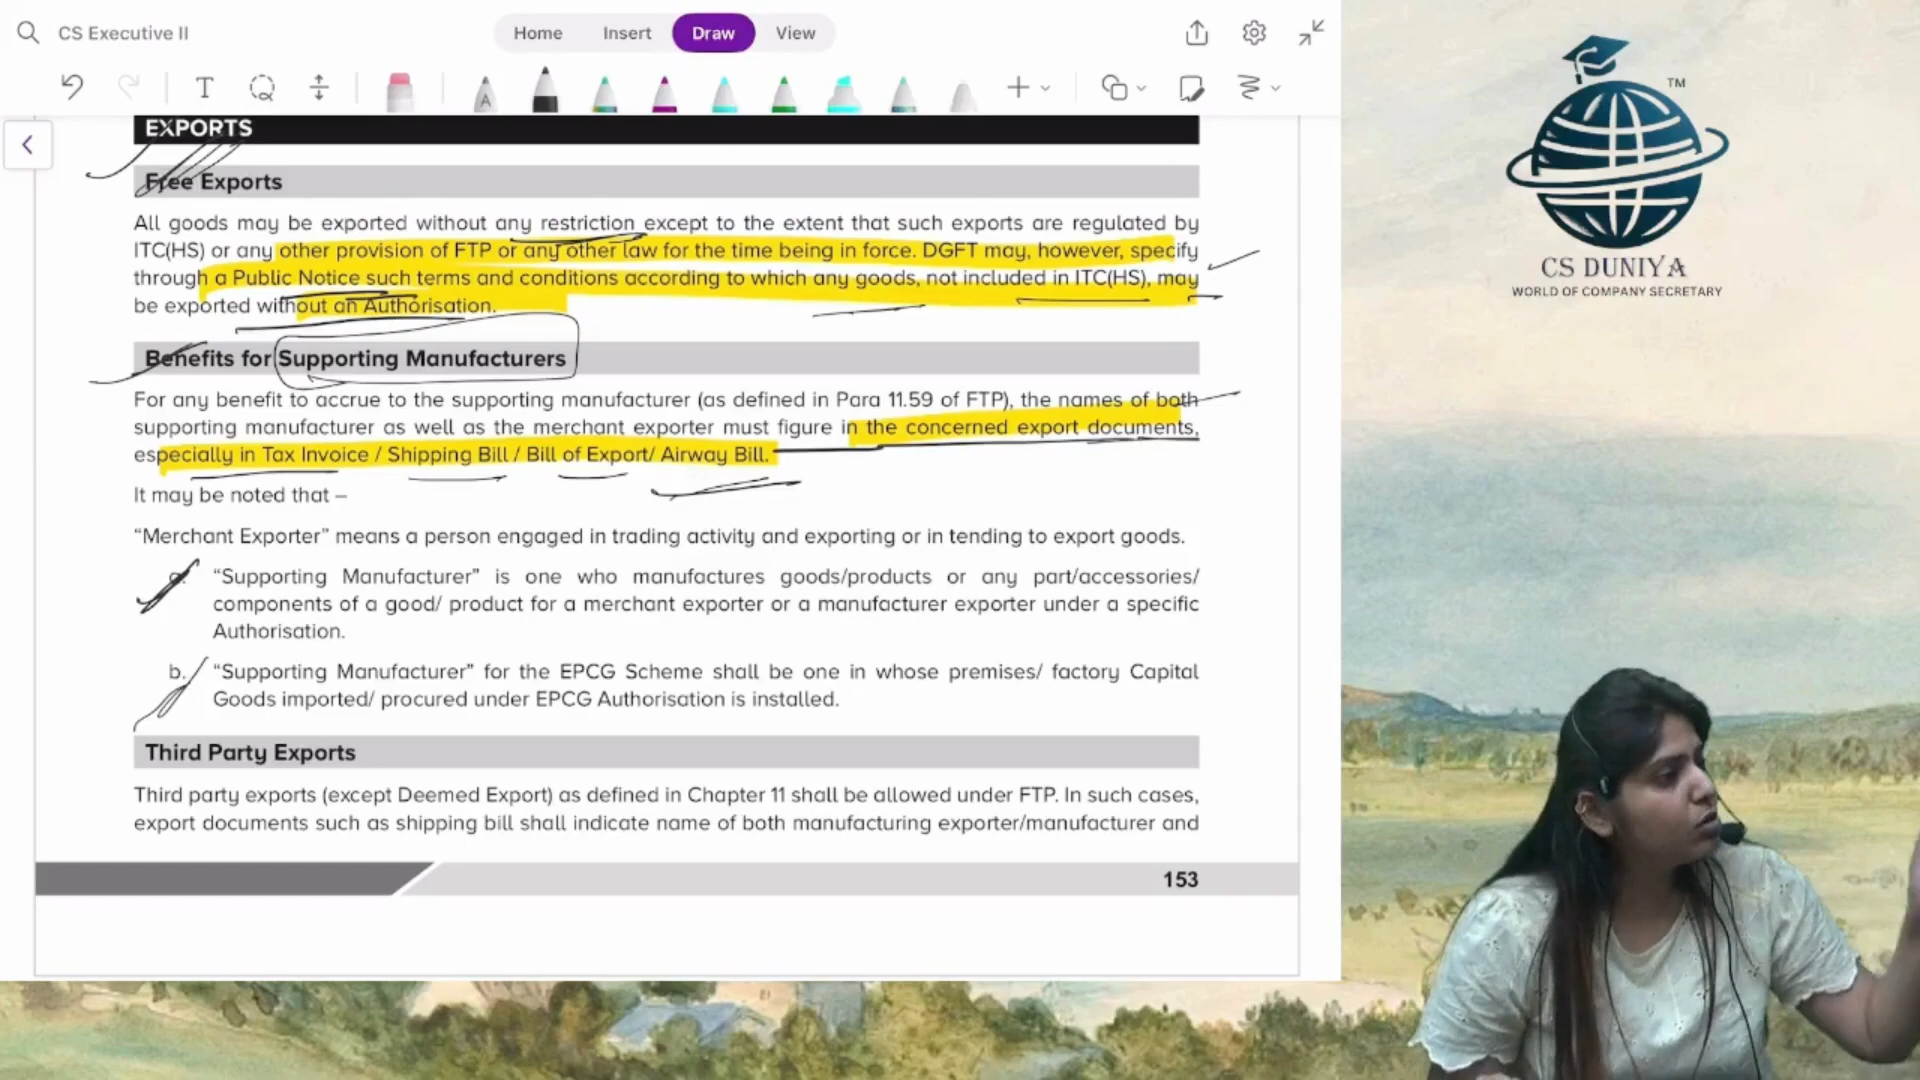 CS Executive II
Home Insert Draw View
T
A
EXPORTS
Free Exports
All goods may be exported without any restriction except to the extent that such exports are regulated by
ITC(HS) or any other provision of FTP or any other law for the time being in force. DGFT may, however, specify
through a Public Notice such terms and conditions according to which any goods, not included in ITC(HS), may
be exported without an Authorisation.
Benefits for Supporting Manufacturers
For any benefit to accrue to the supporting manufacturer (as defined in Para 11.59 of FTP), the names of both
supporting manufacturer as well as the merchant exporter must figure in the concerned export documents,
especially in Tax Invoice / Shipping Bill / Bill of Export/ Airway Bill.
It may be noted that –
“Merchant Exporter” means a person engaged in trading activity and exporting or in tending to export goods.
a. “Supporting Manufacturer” is one who manufactures goods/products or any part/accessories/
components of a good/ product for a merchant exporter or a manufacturer exporter under a specific
Authorisation.
b. “Supporting Manufacturer” for the EPCG Scheme shall be one in whose premises/ factory Capital
Goods imported/ procured under EPCG Authorisation is installed.
Third Party Exports
Third party exports (except Deemed Export) as defined in Chapter 11 shall be allowed under FTP. In such cases,
export documents such as shipping bill shall indicate name of both manufacturing exporter/manufacturer and
153
TM
CS DUNIYA
WORLD OF COMPANY SECRETARY